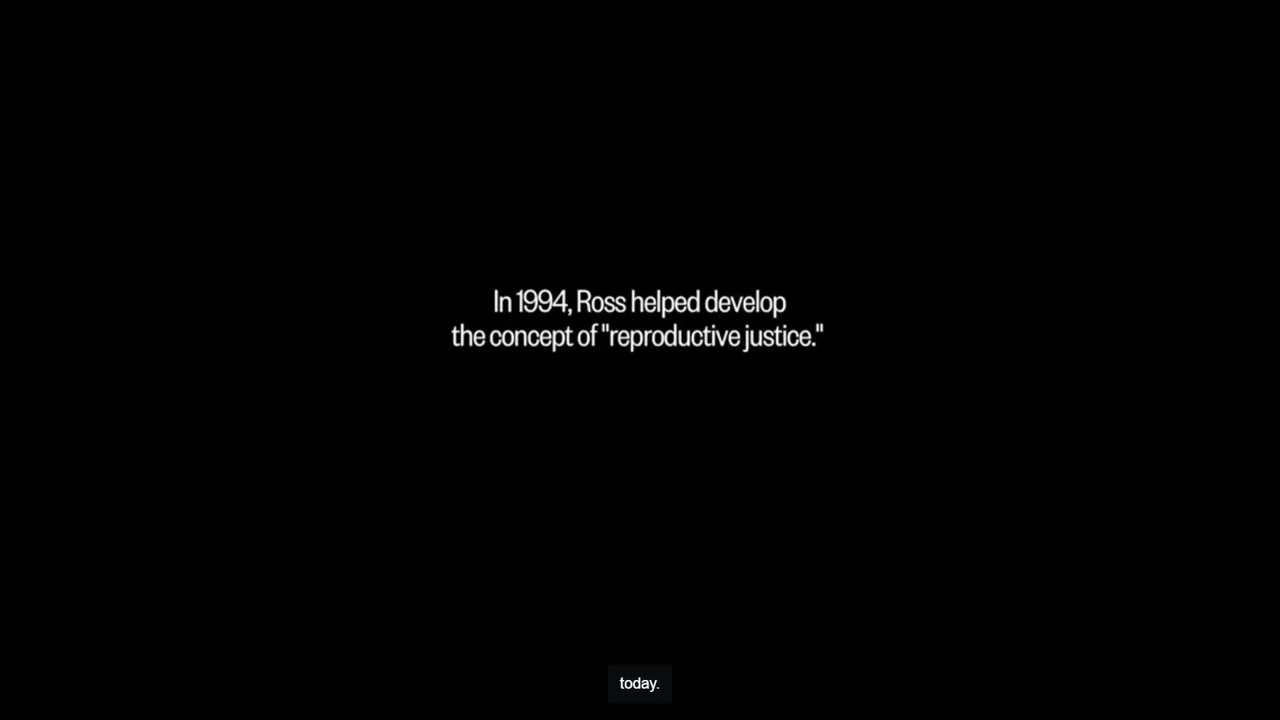 In 1994, Ross helped develop
the concept of "reproductive justice."
today.